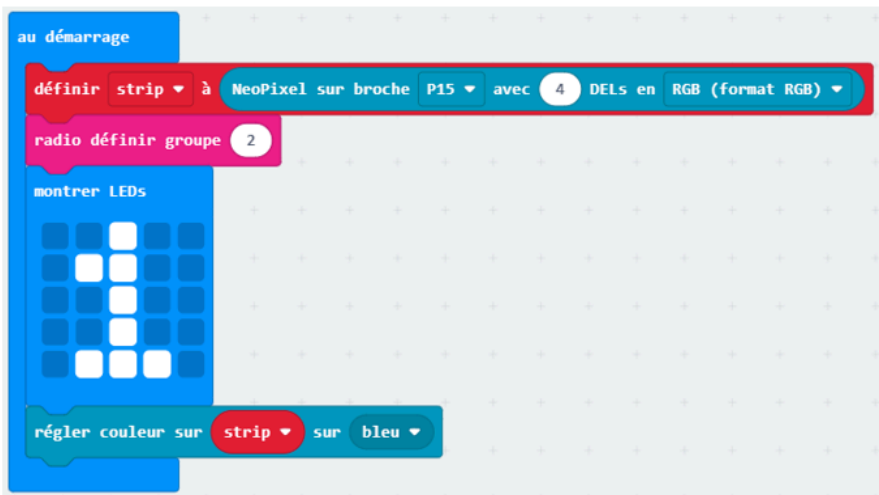 au démarrage
définir strip à NeoPixel sur broche P15 avec 4 DELs en RGB (format RGB)
radio définir groupe 2
montrer LEDs
régler couleur sur strip sur bleu